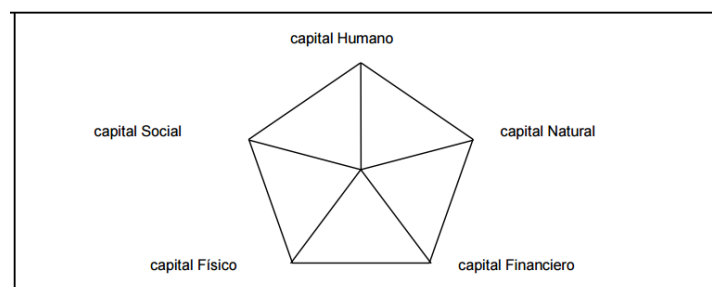 capital Humano
capital Social
capital Natural
capital Físico
capital Financiero